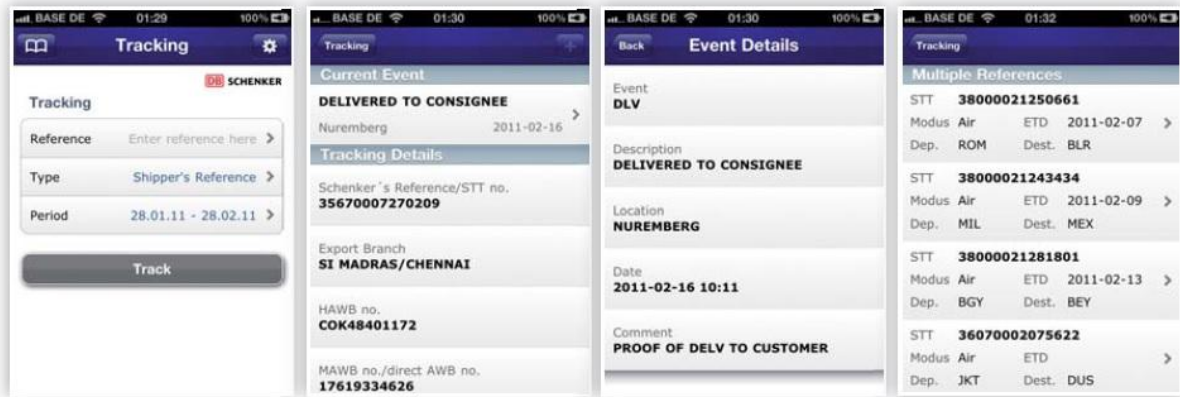 BASE DE 01:29 100%
Tracking
DB SCHENKER
Tracking
Reference Enter reference here
Type Shipper's Reference
Period 28.01.11 - 28.02.11
Track
BASE DE 01:30 100%
Tracking
Current Event
DELIVERED TO CONSIGNEE
Nuremberg 2011-02-16
Tracking Details
Schenker´s Reference/STT no.
35670007270209
Export Branch
SI MADRAS/CHENNAI
HAWB no.
COK48401172
MAWB no./direct AWB no.
17619334626
BASE DE 01:30 100%
Back Event Details
Event
DLV
Description
DELIVERED TO CONSIGNEE
Location
NUREMBERG
Date
2011-02-16 10:11
Comment
PROOF OF DELV TO CUSTOMER
BASE DE 01:32 100%
Tracking
Multiple References
STT 38000021250661
Modus Air ETD 2011-02-07
Dep. ROM Dest. BLR
STT 38000021243434
Modus Air ETD 2011-02-09
Dep. MIL Dest. MEX
STT 38000021281801
Modus Air ETD 2011-02-13
Dep. BGY Dest. BEY
STT 36070002075622
Modus Air ETD
Dep. JKT Dest. DUS